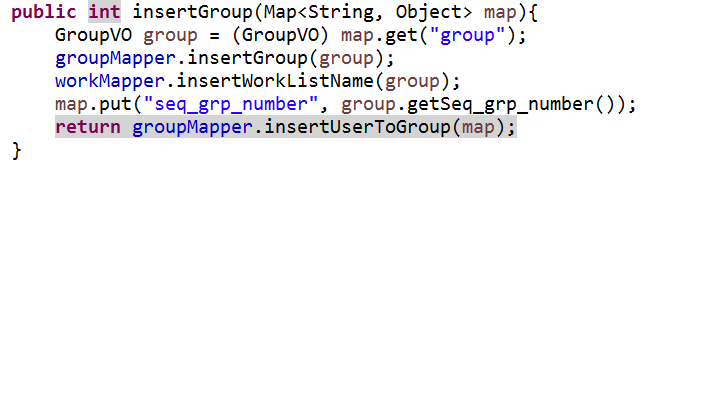 public int insertGroup(Map<String, Object> map){
    GroupVO group = (GroupVO) map.get("group");
    groupMapper.insertGroup(group);
    workMapper.insertWorkListName(group);
    map.put("seq_grp_number", group.getSeq_grp_number());
    return groupMapper.insertUserToGroup(map);
}